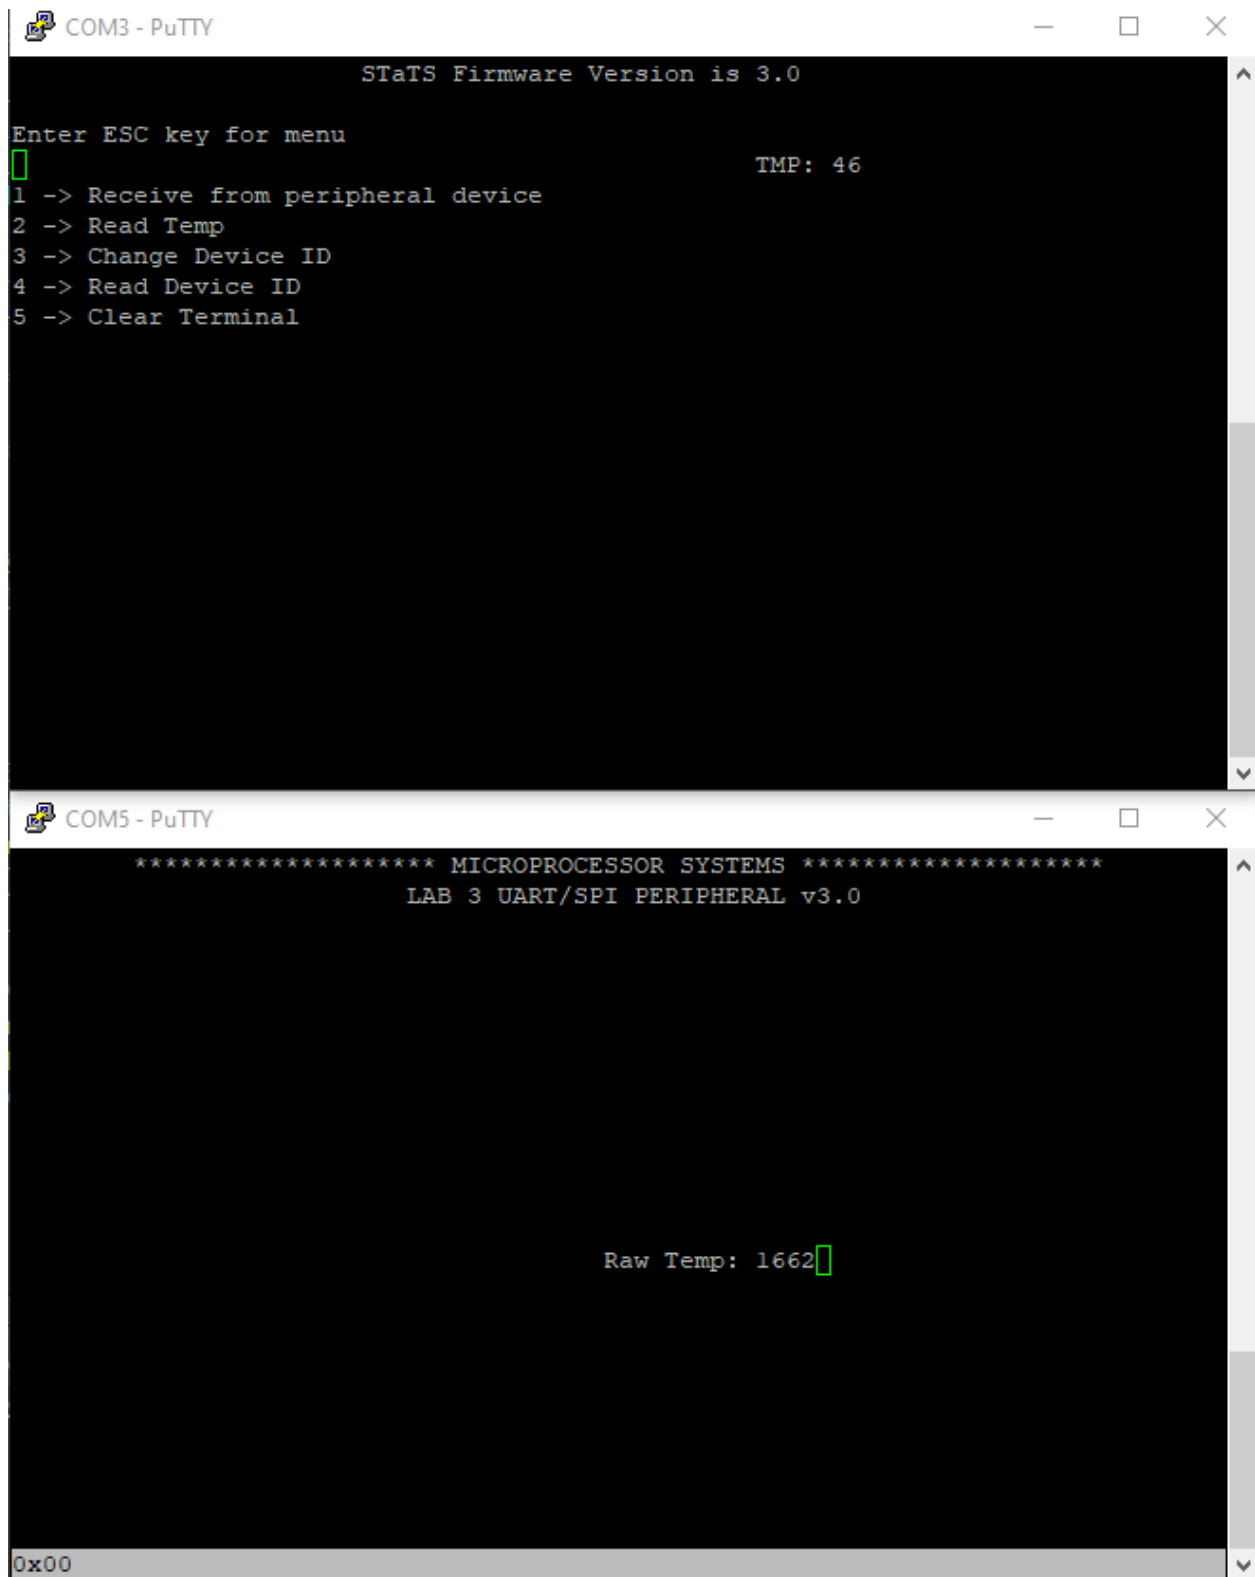 COM3 - PuTTY
STaTS Firmware Version is 3.0
Enter ESC key for menu
TMP: 46
1 -> Receive from peripheral device
2 -> Read Temp
3 -> Change Device ID
4 -> Read Device ID
5 -> Clear Terminal
COM5 - PuTTY
******************** MICROPROCESSOR SYSTEMS ********************
LAB 3 UART/SPI PERIPHERAL v3.0
Raw Temp: 1662
0x00